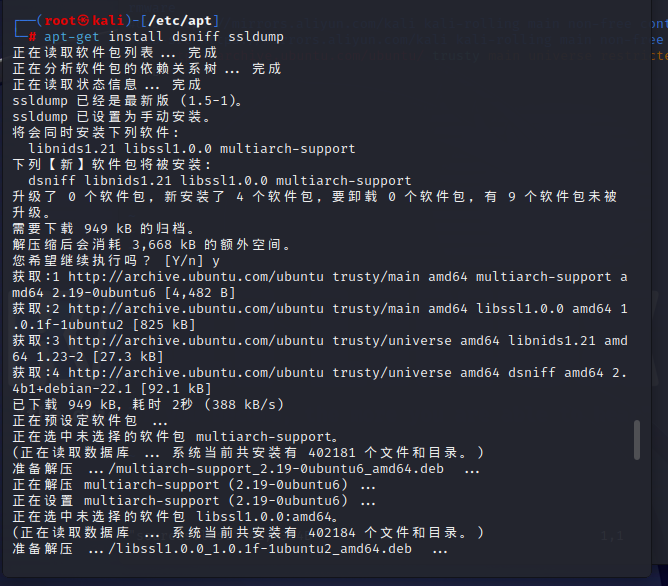 ┌──(root㉿kali)-[/etc/apt]
└─# apt-get install dsniff ssldump
正在读取软件包列表... 完成
正在分析软件包的依赖关系树... 完成
正在读取状态信息... 完成
ssldump 已经是最新版 (1.5-1)。
ssldump 已设置为手动安装。
将会同时安装下列软件:
  libnids1.21 libssl1.0.0 multiarch-support
下列【新】软件包将被安装:
  dsniff libnids1.21 libssl1.0.0 multiarch-support
升级了 0 个软件包，新安装了 4 个软件包，要卸载 0 个软件包，有 9 个软件包未被
升级。
需要下载 949 kB 的归档。
解压缩后会消耗 3,668 kB 的额外空间。
您希望继续执行吗？ [Y/n] y
获取:1 http://archive.ubuntu.com/ubuntu trusty/main amd64 multiarch-support a
md64 2.19-0ubuntu6 [4,482 B]
获取:2 http://archive.ubuntu.com/ubuntu trusty/main amd64 libssl1.0.0 amd64 1
.0.1f-1ubuntu2 [825 kB]
获取:3 http://archive.ubuntu.com/ubuntu trusty/universe amd64 libnids1.21 amd
64 1.23-2 [27.3 kB]
获取:4 http://archive.ubuntu.com/ubuntu trusty/universe amd64 dsniff amd64 2.
4b1+debian-22.1 [92.1 kB]
已下载 949 kB，耗时 2秒 (388 kB/s)
正在预设定软件包 ...
正在选中未选择的软件包 multiarch-support。
(正在读取数据库 ... 系统当前共安装有 402181 个文件和目录。)
准备解压 .../multiarch-support_2.19-0ubuntu6_amd64.deb  ...
正在解压 multiarch-support (2.19-0ubuntu6) ...
正在设置 multiarch-support (2.19-0ubuntu6) ...
正在选中未选择的软件包 libssl1.0.0:amd64。
(正在读取数据库 ... 系统当前共安装有 402184 个文件和目录。)
准备解压 .../libssl1.0.0_1.0.1f-1ubuntu2_amd64.deb  ...